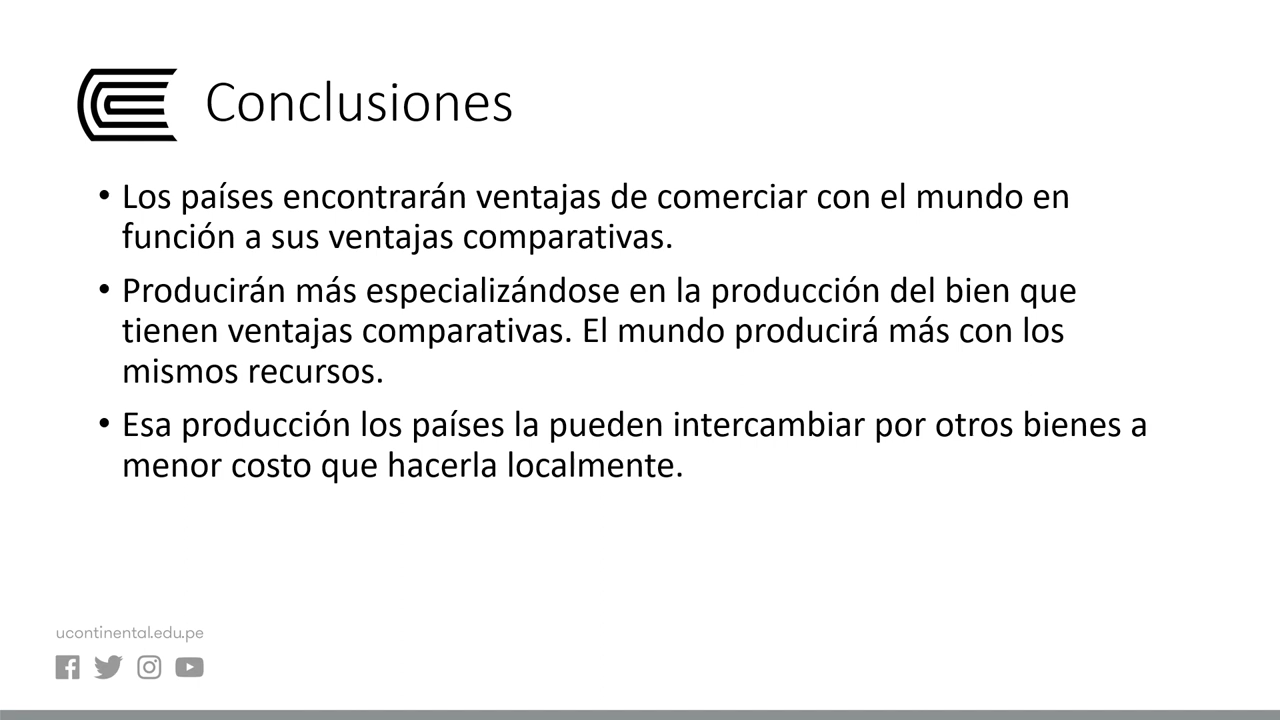 Conclusiones
• Los países encontrarán ventajas de comerciar con el mundo en
función a sus ventajas comparativas.
• Producirán más especializándose en la producción del bien que
tienen ventajas comparativas. El mundo producirá más con los
mismos recursos.
• Esa producción los países la pueden intercambiar por otros bienes a
menor costo que hacerla localmente.
ucontinental.edu.pe